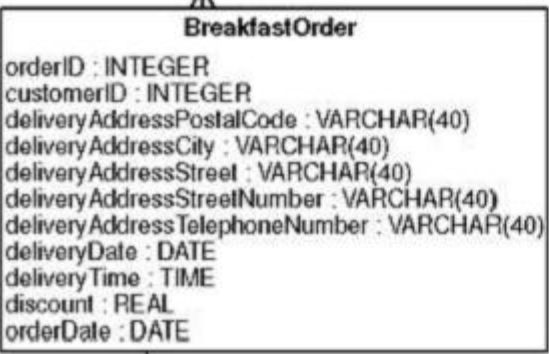 BreakfastOrder
orderID : INTEGER
customerID : INTEGER
deliveryAddressPostalCode : VARCHAR(40)
deliveryAddressCity : VARCHAR(40)
deliveryAddressStreet : VARCHAR(40)
deliveryAddressStreetNumber : VARCHAR(40)
deliveryAddressTelephoneNumber : VARCHAR(40)
deliveryDate : DATE
deliveryTime : TIME
discount : REAL
orderDate : DATE